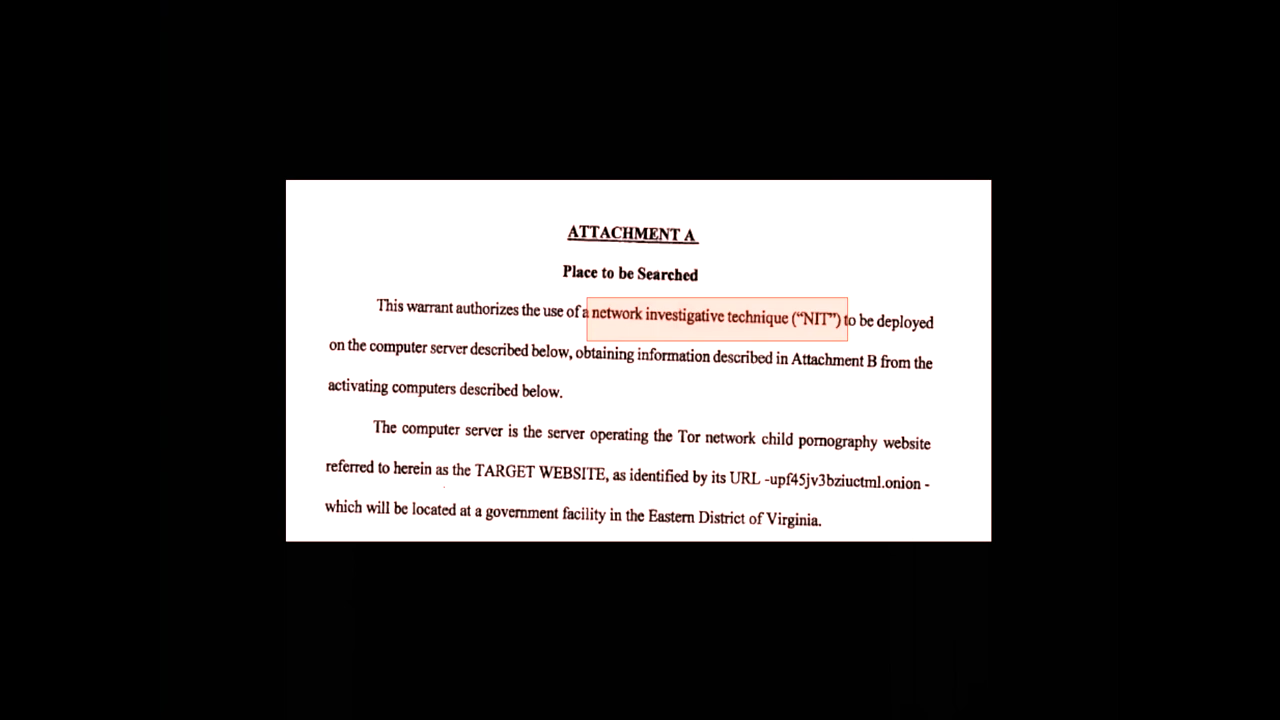 ATTACHMENT A
Place to be Searched
This warrant authorizes the use of a network investigative technique (“NIT”) to be deployed
on the computer server described below, obtaining information described in Attachment B from the
activating computers described below.
The computer server is the server operating the Tor network child pornography website
referred to herein as the TARGET WEBSITE, as identified by its URL -upf45jv3bziuctml.onion -
which will be located at a government facility in the Eastern District of Virginia.